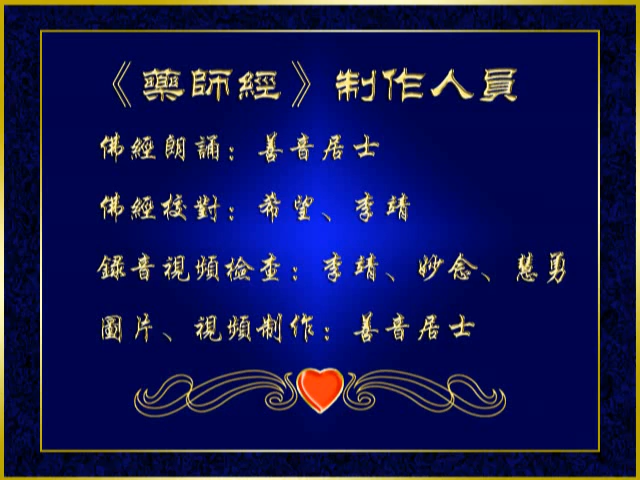 《藥師經》制作人員
佛經朗誦：善音居士
佛經校對：希望、李靖
錄音視頻檢查：李靖、妙念、慧勇
圖片、視頻制作：善音居士